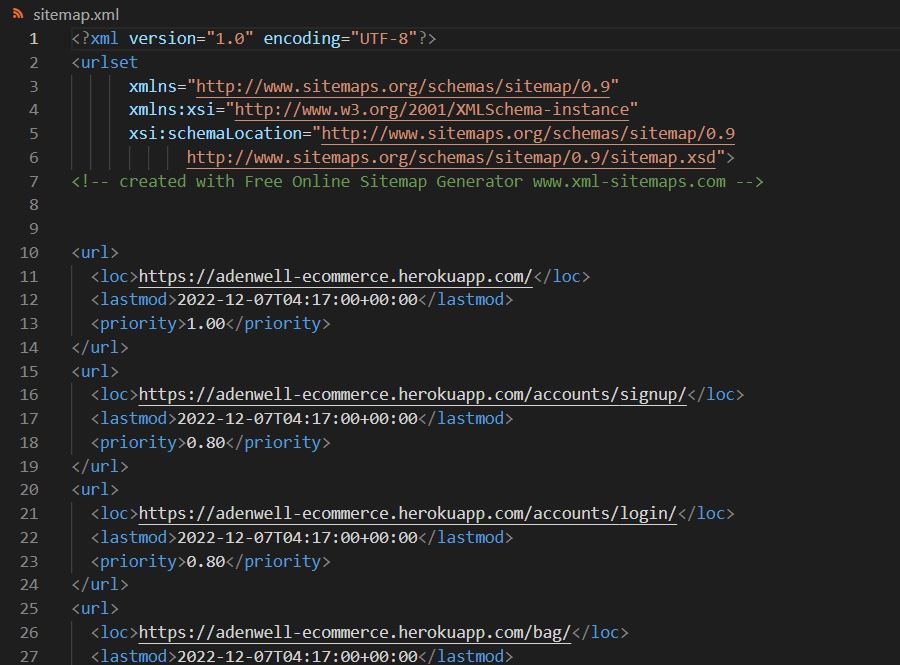 sitemap.xml
1 <?xml version="1.0" encoding="UTF-8"?>
2 <urlset
3 xmlns="http://www.sitemaps.org/schemas/sitemap/0.9"
4 xmlns:xsi="http://www.w3.org/2001/XMLSchema-instance"
5 xsi:schemaLocation="http://www.sitemaps.org/schemas/sitemap/0.9
6 http://www.sitemaps.org/schemas/sitemap/0.9/sitemap.xsd">
7 <!-- created with Free Online Sitemap Generator www.xml-sitemaps.com -->
8
9
10 <url>
11 <loc>https://adenwell-ecommerce.herokuapp.com/</loc>
12 <lastmod>2022-12-07T04:17:00+00:00</lastmod>
13 <priority>1.00</priority>
14 </url>
15 <url>
16 <loc>https://adenwell-ecommerce.herokuapp.com/accounts/signup/</loc>
17 <lastmod>2022-12-07T04:17:00+00:00</lastmod>
18 <priority>0.80</priority>
19 </url>
20 <url>
21 <loc>https://adenwell-ecommerce.herokuapp.com/accounts/login/</loc>
22 <lastmod>2022-12-07T04:17:00+00:00</lastmod>
23 <priority>0.80</priority>
24 </url>
25 <url>
26 <loc>https://adenwell-ecommerce.herokuapp.com/bag/</loc>
27 <lastmod>2022-12-07T04:17:00+00:00</lastmod>